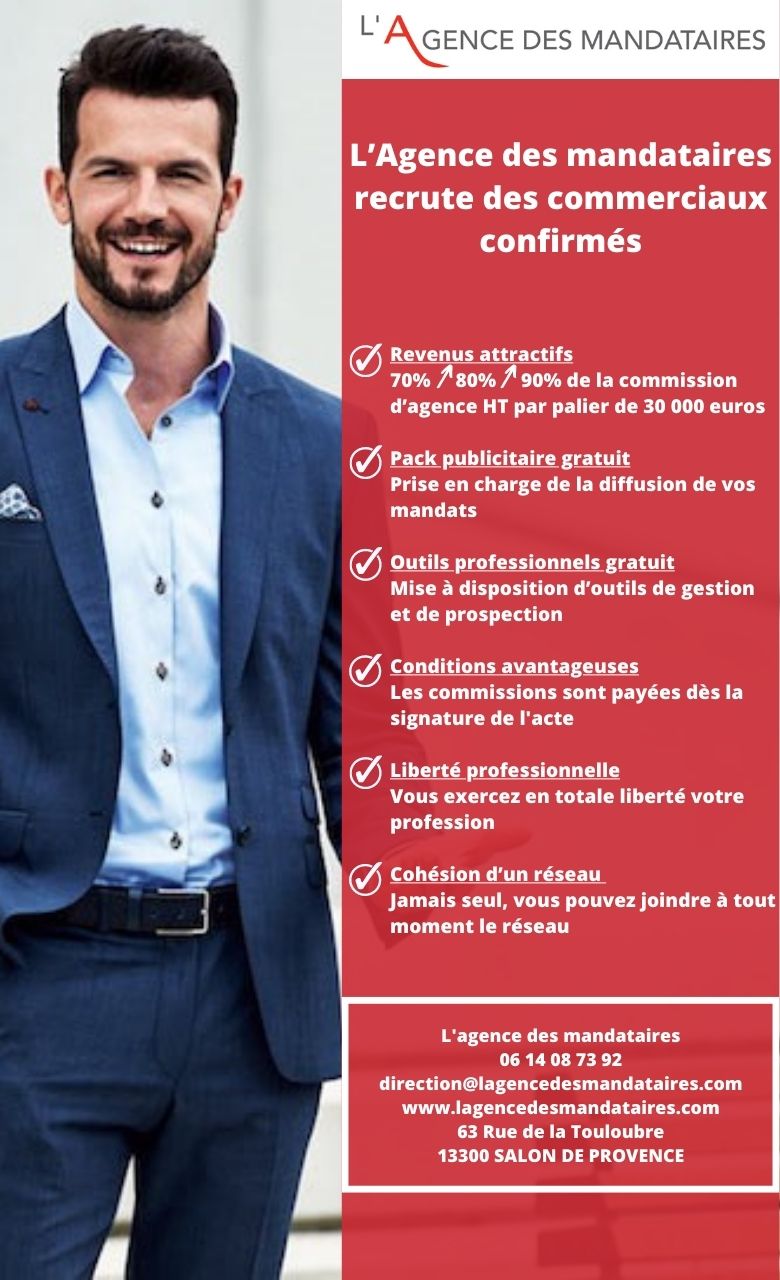 L'AGENCE DES MANDATAIRES
L’Agence des mandataires
recrute des commerciaux
confirmés
Revenus attractifs
70% ↗ 80% ↗ 90% de la commission
d’agence HT par palier de 30 000 euros
Pack publicitaire gratuit
Prise en charge de la diffusion de vos
mandats
Outils professionnels gratuit
Mise à disposition d’outils de gestion
et de prospection
Conditions avantageuses
Les commissions sont payées dès la
signature de l'acte
Liberté professionnelle
Vous exercez en totale liberté votre
profession
Cohésion d’un réseau
Jamais seul, vous pouvez joindre à tout
moment le réseau
L'agence des mandataires
06 14 08 73 92
direction@lagencedesmandataires.com
www.lagencedesmandataires.com
63 Rue de la Touloubre
13300 SALON DE PROVENCE